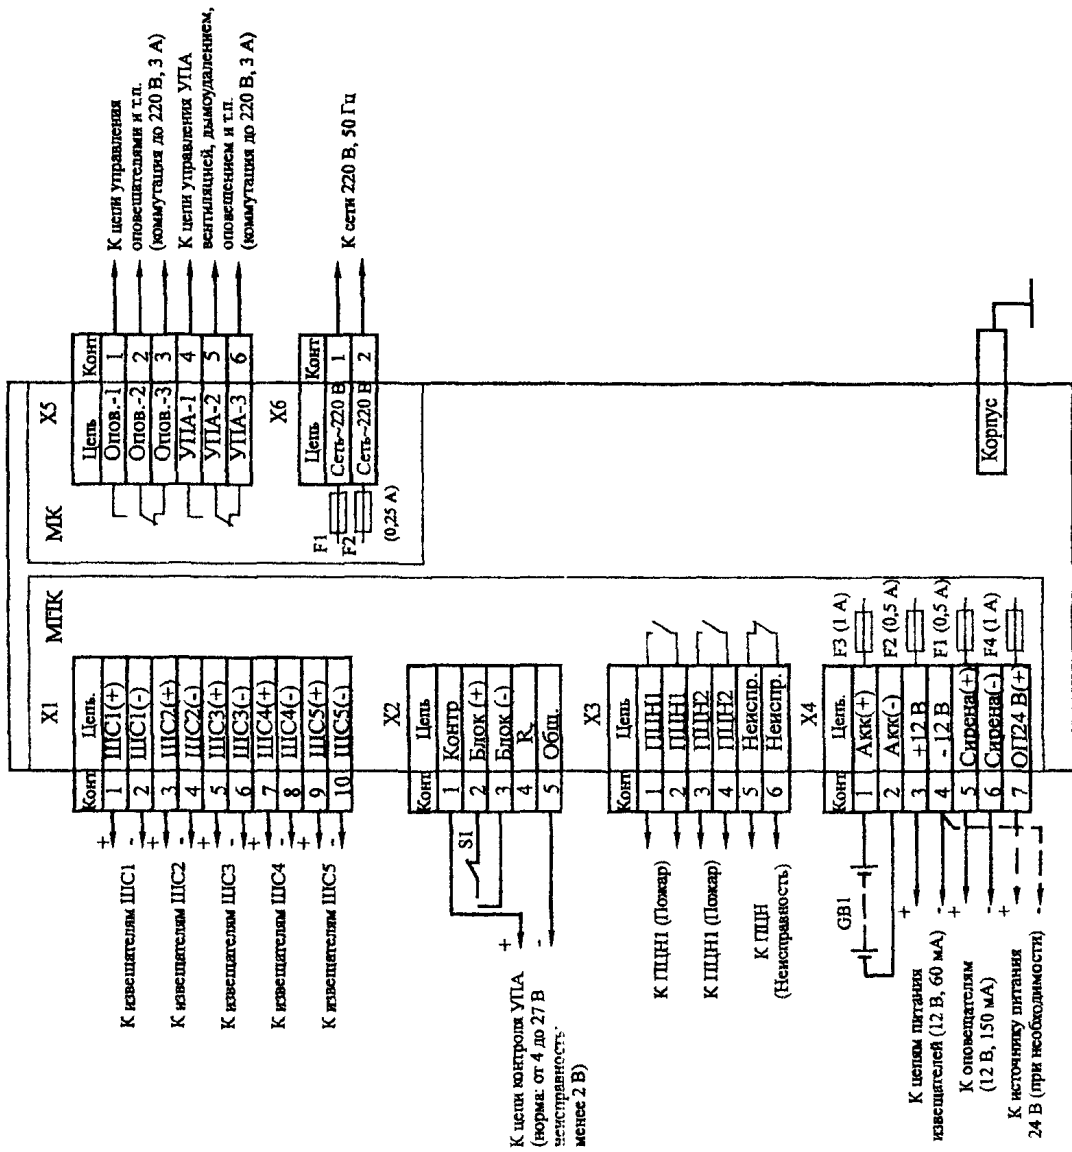 МПК
МК
X1
Конт Цепь
1 ШС1(+)
2 ШС1(-)
3 ШС2(+)
4 ШС2(-)
5 ШС3(+)
6 ШС3(-)
7 ШС4(+)
8 ШС4(-)
9 ШС5(+)
10 ШС5(-)
+
-
+
-
+
-
+
-
+
-
К извещателям ШС1
К извещателям ШС2
К извещателям ШС3
К извещателям ШС4
К извещателям ШС5
X2
Конт Цепь
1 Контр
2 Блок (+)
3 Блок (-)
4 R
5 Общ.
S1
+
-
К цепи контроля УПА
(норма: от 4 до 27 В
неисправность:
менее 2 В)
X3
Конт Цепь
1 ПЦН1
2 ПЦН1
3 ПЦН2
4 ПЦН2
5 Неиспр.
6 Неиспр.
К ПЦН1 (Пожар)
К ПЦН1 (Пожар)
К ПЦН
(Неисправность)
X4
Конт Цепь
1 Акк(+)
2 Акк(-)
3 +12 В
4 - 12 В
5 Сирена(+)
6 Сирена(-)
7 ОП24 В(+)
F3 (1 А)
F2 (0,5 А)
F1 (0,5 А)
F4 (1 А)
GB1
+
-
+
-
+
-
К цепям питания
извещателей (12 В, 60 мА)
К оповещателям
(12 В, 150 мА)
К источнику питания
24 В (при необходимости)
X5
Цепь Конт
Опов.-1 1
Опов.-2 2
Опов.-3 3
УПА-1 4
УПА-2 5
УПА-3 6
К цепи управления
оповещателями и т.п.
(коммутация до 220 В, 3 А)
К цепи управления УПА
вентиляцией, дымоудалением,
оповещением и т.п.
(коммутация до 220 В, 3 А)
X6
Цепь Конт
Сеть~220 В 1
Сеть~220 В 2
F1
F2
(0,25 А)
К сети 220 В, 50 Гц
Корпус